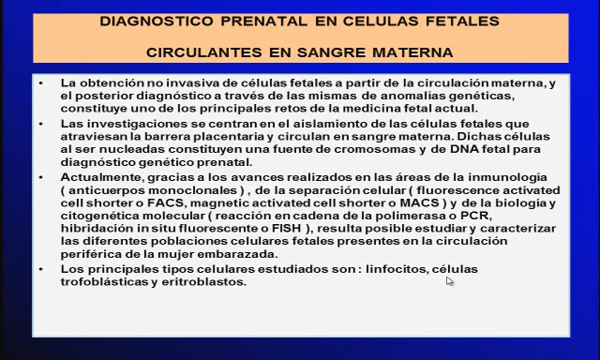 DIAGNOSTICO PRENATAL EN CELULAS FETALES
CIRCULANTES EN SANGRE MATERNA
• La obtención no invasiva de células fetales a partir de la circulación materna, y
el posterior diagnóstico a través de las mismas de anomalías genéticas,
constituye uno de los principales retos de la medicina fetal actual.
• Las investigaciones se centran en el aislamiento de las células fetales que
atraviesan la barrera placentaria y circulan en sangre materna. Dichas células
al ser nucleadas constituyen una fuente de cromosomas y de DNA fetal para
diagnóstico genético prenatal.
• Actualmente, gracias a los avances realizados en las áreas de la inmunología
( anticuerpos monoclonales ) , de la separación celular ( fluorescence activated
cell shorter o FACS, magnetic activated cell shorter o MACS ) y de la biología y
citogenética molecular ( reacción en cadena de la polimerasa o PCR,
hibridación in situ fluorescente o FISH ), resulta posible estudiar y caracterizar
las diferentes poblaciones celulares fetales presentes en la circulación
periférica de la mujer embarazada.
• Los principales tipos celulares estudiados son : linfocitos, células
trofoblásticas y eritroblastos.